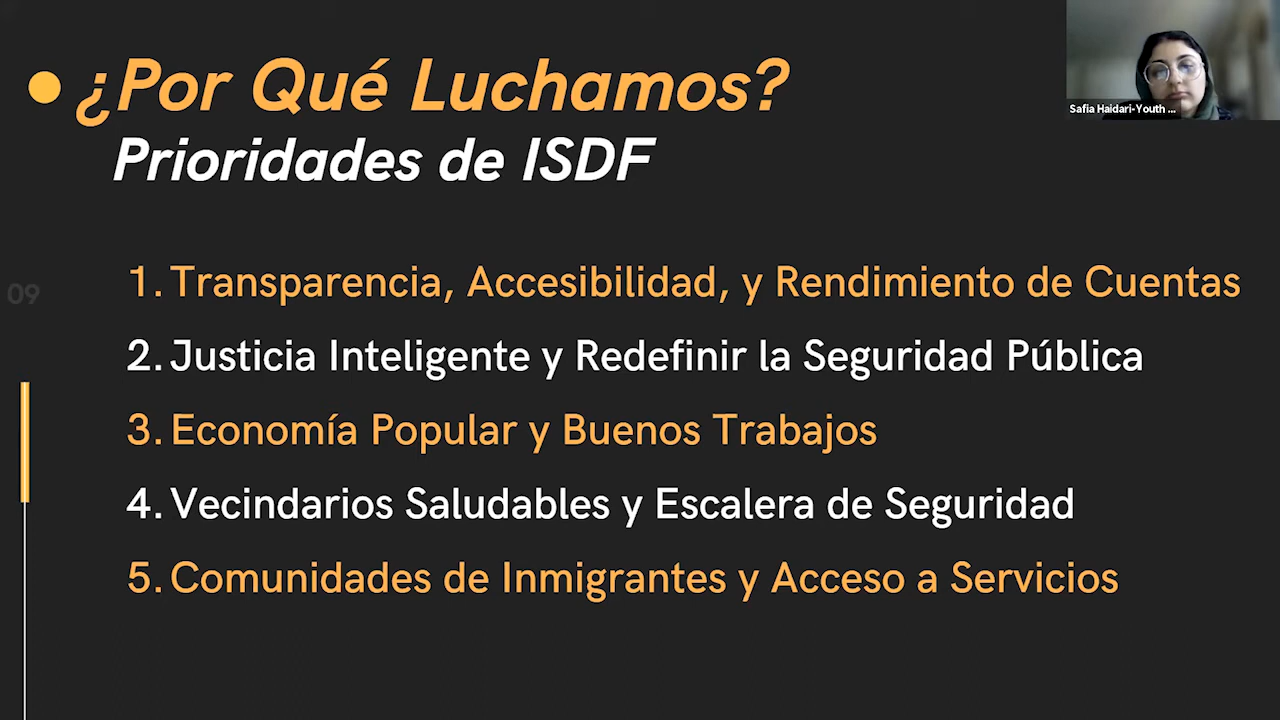 ¿Por Qué Luchamos?
Prioridades de ISDF
Safia Haidari-Youth ...
09
1. Transparencia, Accesibilidad, y Rendimiento de Cuentas
2. Justicia Inteligente y Redefinir la Seguridad Pública
3. Economía Popular y Buenos Trabajos
4. Vecindarios Saludables y Escalera de Seguridad
5. Comunidades de Inmigrantes y Acceso a Servicios